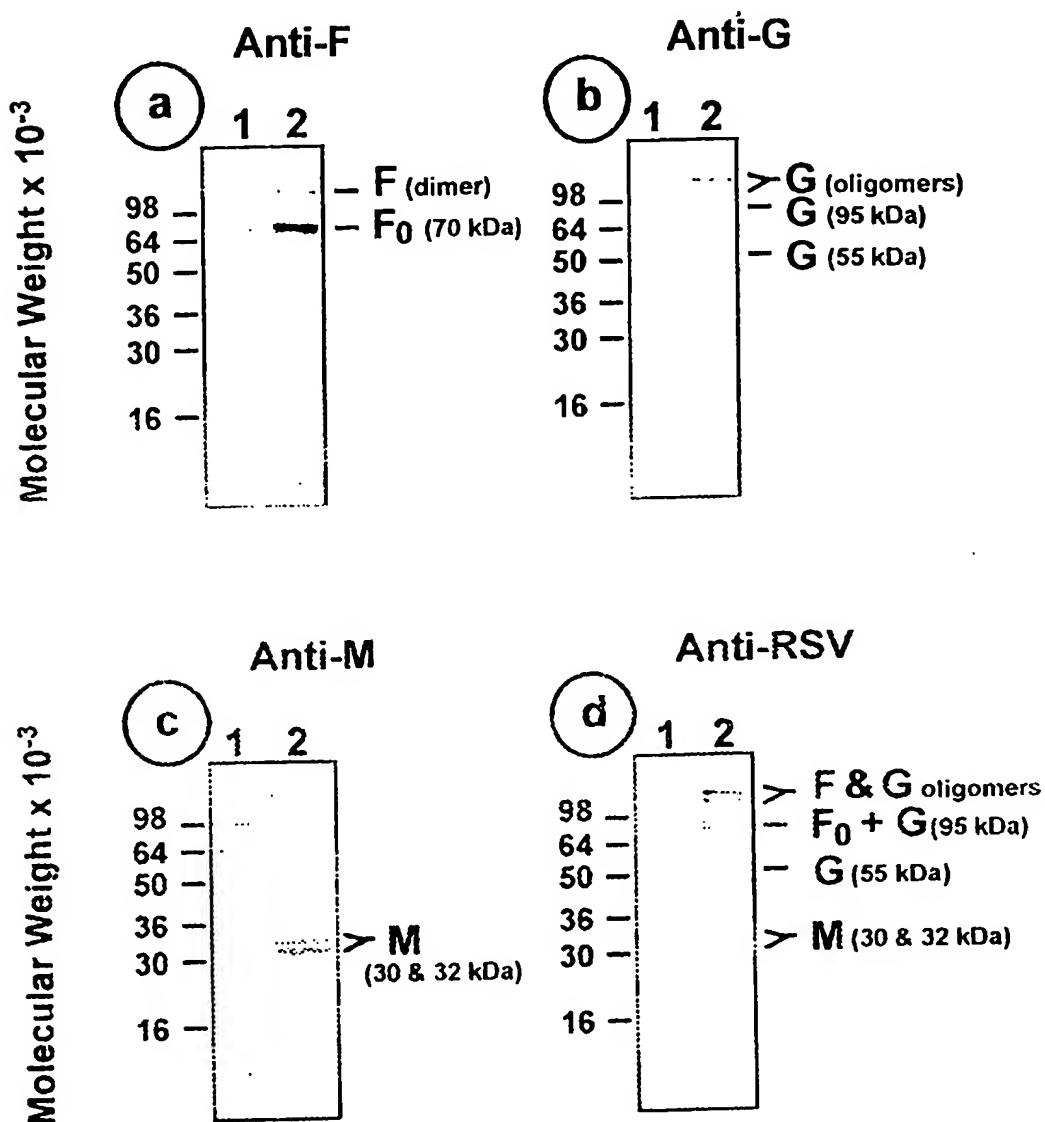 Molecular Weight x 10⁻³
Anti-F
a
1 2
98
64
50
36
30
16
F (dimer)
F₀ (70 kDa)
Anti-G
b
1 2
98
64
50
36
30
16
G (oligomers)
G (95 kDa)
G (55 kDa)
Molecular Weight x 10⁻³
Anti-M
c
1 2
98
64
50
36
30
16
M
(30 & 32 kDa)
Anti-RSV
d
1 2
98
64
50
36
30
16
F & G oligomers
F₀ + G (95 kDa)
G (55 kDa)
M (30 & 32 kDa)